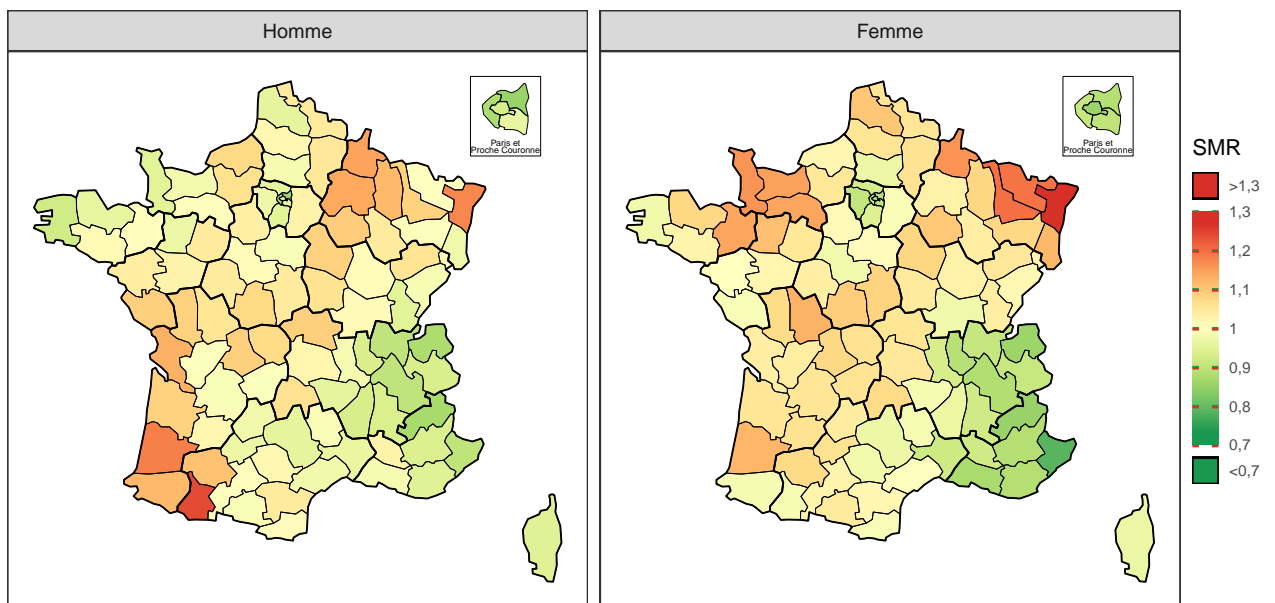 Homme
Femme
Paris et
Proche Couronne
Paris et
Proche Couronne
SMR
>1,3
1,3
1,2
1,1
1
0,9
0,8
0,7
<0,7